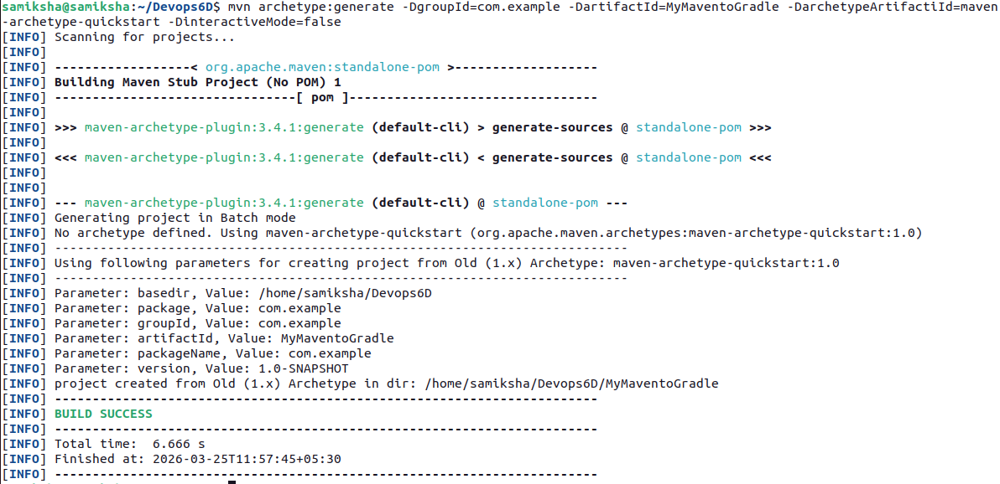 samiksha@samiksha:~/Devops6D$ mvn archetype:generate -DgroupId=com.example -DartifactId=MyMaventoGradle -DarchetypeArtifactiId=maven
-archetype-quickstart -DinteractiveMode=false
[INFO] Scanning for projects...
[INFO]
[INFO] ------------------< org.apache.maven:standalone-pom >-------------------
[INFO] Building Maven Stub Project (No POM) 1
[INFO] --------------------------------[ pom ]---------------------------------
[INFO]
[INFO] >>> maven-archetype-plugin:3.4.1:generate (default-cli) > generate-sources @ standalone-pom >>>
[INFO]
[INFO] <<< maven-archetype-plugin:3.4.1:generate (default-cli) < generate-sources @ standalone-pom <<<
[INFO]
[INFO]
[INFO] --- maven-archetype-plugin:3.4.1:generate (default-cli) @ standalone-pom ---
[INFO] Generating project in Batch mode
[INFO] No archetype defined. Using maven-archetype-quickstart (org.apache.maven.archetypes:maven-archetype-quickstart:1.0)
[INFO] ----------------------------------------------------------------------------
[INFO] Using following parameters for creating project from Old (1.x) Archetype: maven-archetype-quickstart:1.0
[INFO] ----------------------------------------------------------------------------
[INFO] Parameter: basedir, Value: /home/samiksha/Devops6D
[INFO] Parameter: package, Value: com.example
[INFO] Parameter: groupId, Value: com.example
[INFO] Parameter: artifactId, Value: MyMaventoGradle
[INFO] Parameter: packageName, Value: com.example
[INFO] Parameter: version, Value: 1.0-SNAPSHOT
[INFO] project created from Old (1.x) Archetype in dir: /home/samiksha/Devops6D/MyMaventoGradle
[INFO] ------------------------------------------------------------------------
[INFO] BUILD SUCCESS
[INFO] ------------------------------------------------------------------------
[INFO] Total time:  6.666 s
[INFO] Finished at: 2026-03-25T11:57:45+05:30
[INFO] ------------------------------------------------------------------------